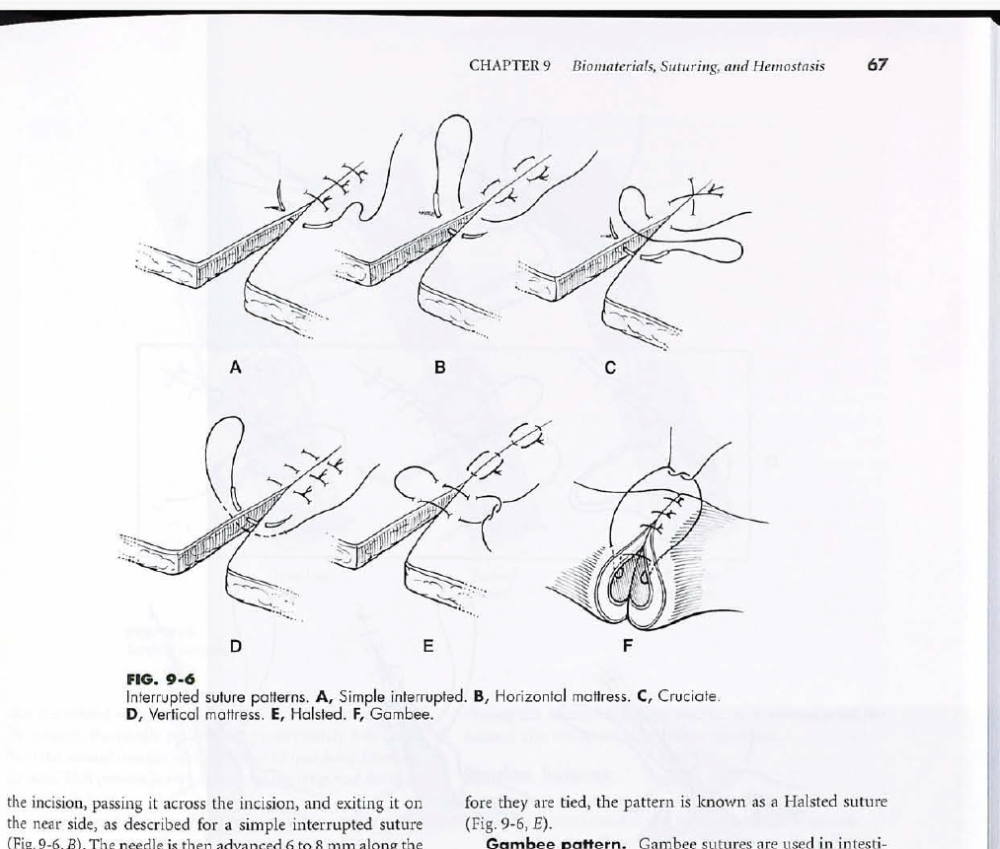 CHAPTER 9 Biomaterials, Suturing, and Hemostasis 67
A B C
D E F
FIG. 9-6
Interrupted suture patterns. A, Simple interrupted. B, Horizontal mattress. C, Cruciate.
D, Vertical mattress. E, Halsted. F, Gambee.
the incision, passing it across the incision, and exiting it on
the near side, as described for a simple interrupted suture
(Fig. 9-6, B). The needle is then advanced 6 to 8 mm along the
fore they are tied, the pattern is known as a Halsted suture
(Fig. 9-6, E).
Gambee pattern. Gambee sutures are used in intesti-